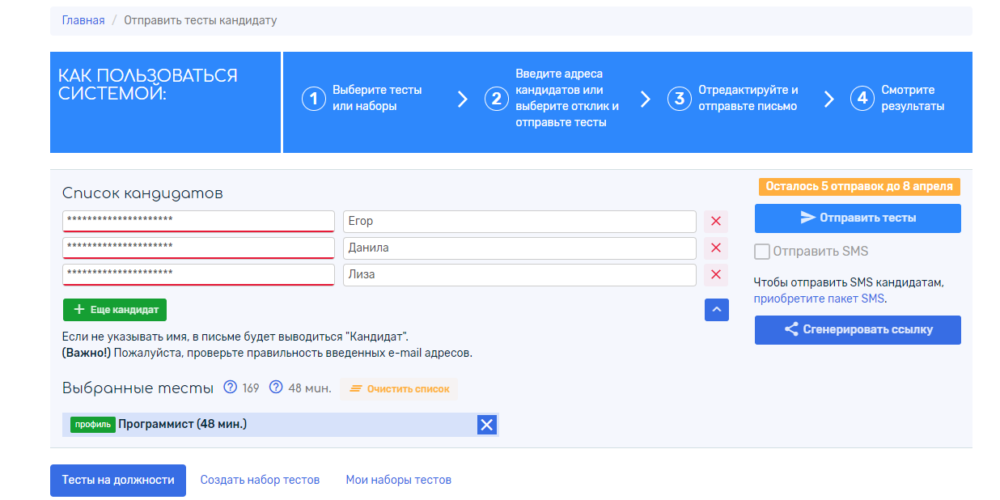 Главная / Отправить тесты кандидату
КАК ПОЛЬЗОВАТЬСЯ
СИСТЕМОЙ:
1 Выберите тесты
или наборы
2 Введите адреса
кандидатов или
выберите отклик и
отправьте тесты
3 Отредактируйте и
отправьте письмо
4 Смотрите
результаты
Список кандидатов
********************* Егор
********************* Данила
********************* Лиза
Еще кандидат
Если не указывать имя, в письме будет выводиться "Кандидат".
(Важно!) Пожалуйста, проверьте правильность введенных e-mail адресов.
Осталось 5 отправок до 8 апреля
Отправить тесты
Отправить SMS
Чтобы отправить SMS кандидатам,
приобретите пакет SMS.
Сгенерировать ссылку
Выбранные тесты ? 169 ? 48 мин. Очистить список
профиль Программист (48 мин.)
Тесты на должности Создать набор тестов Мои наборы тестов